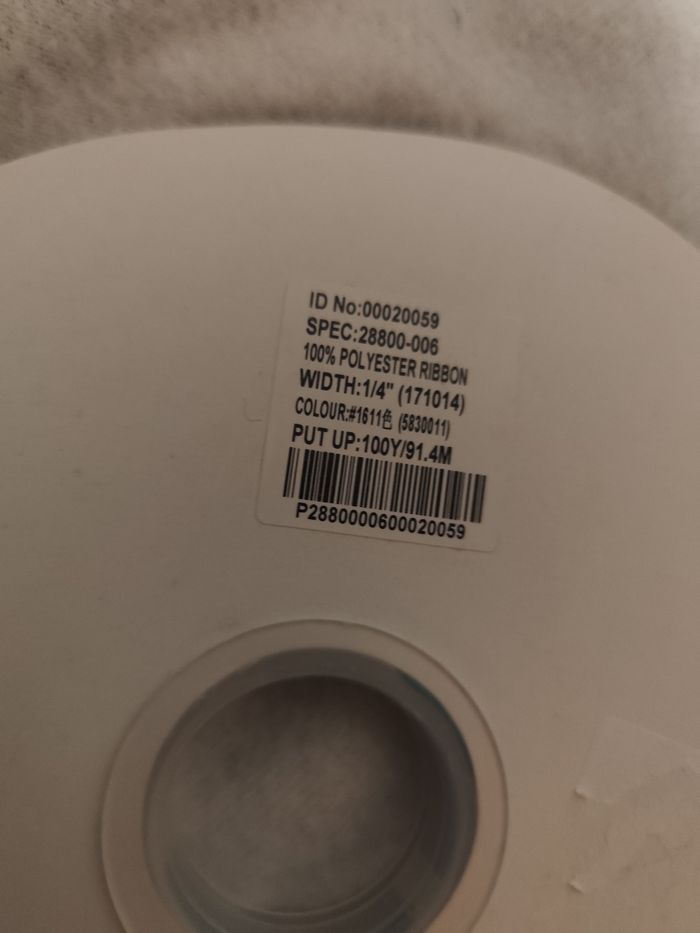 ID No:00020059
SPEC:28800-006
100% POLYESTER RIBBON
WIDTH:1/4" (171014)
COLOUR:#1611色 (5830011)
PUT UP:100Y/91.4M
P2880000600020059